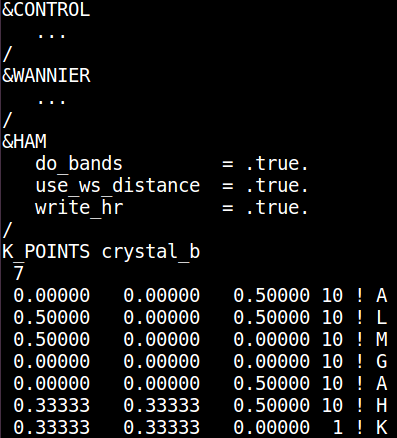 &CONTROL
   ...
/
&WANNIER
   ...
/
&HAM
   do_bands         = .true.
   use_ws_distance  = .true.
   write_hr         = .true.
/
K_POINTS crystal_b
 7
 0.00000   0.00000   0.50000 10 ! A
 0.50000   0.00000   0.50000 10 ! L
 0.50000   0.00000   0.00000 10 ! M
 0.00000   0.00000   0.00000 10 ! G
 0.00000   0.00000   0.50000 10 ! A
 0.33333   0.33333   0.50000 10 ! H
 0.33333   0.33333   0.00000  1 ! K